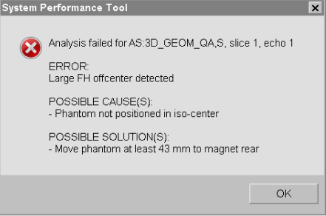 System Performance Tool
Analysis failed for AS:3D_GEOM_QA,S, slice 1, echo 1
ERROR:
Large FH offcenter detected
POSSIBLE CAUSE(S):
- Phantom not positioned in iso-center
POSSIBLE SOLUTION(S):
- Move phantom at least 43 mm to magnet rear
OK